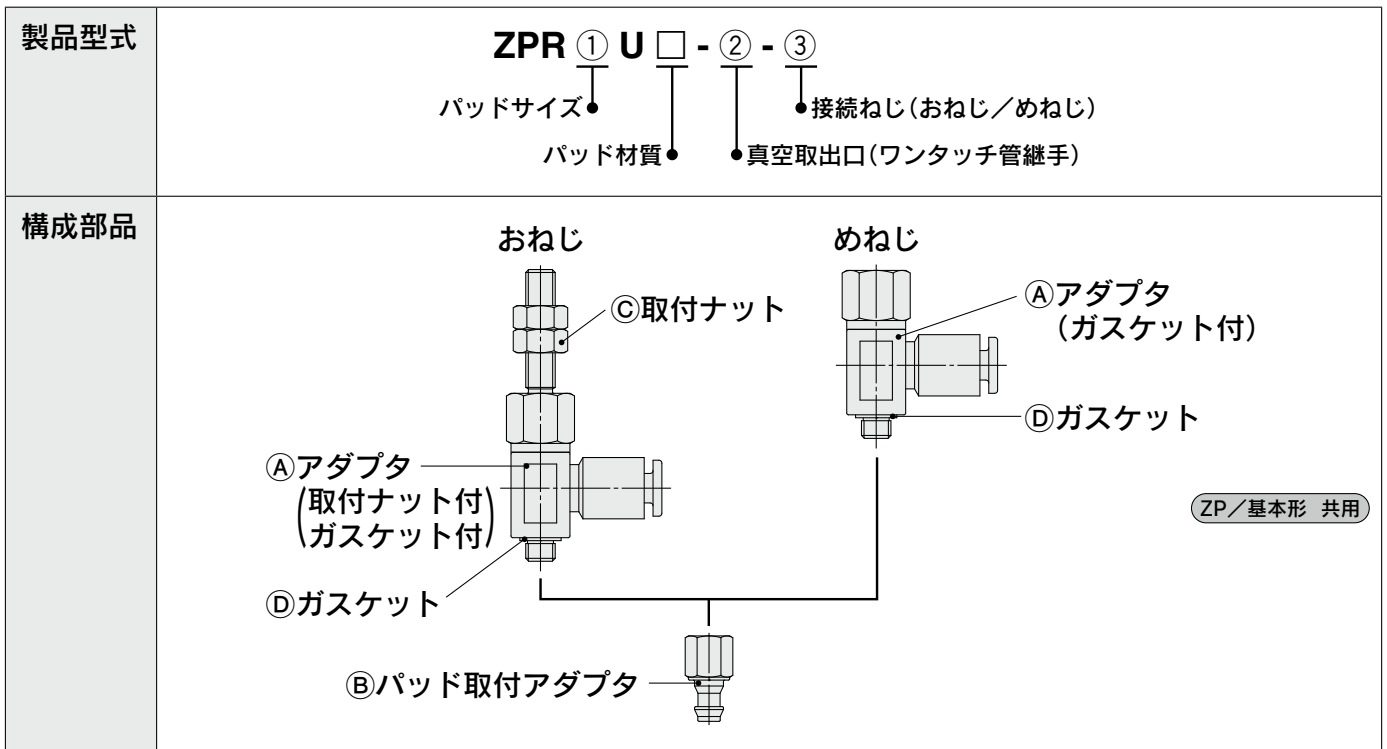 製品型式
ZPR ① U □ - ② - ③
パッドサイズ
接続ねじ(おねじ/めねじ)
パッド材質
真空取出口(ワンタッチ管継手)
構成部品
おねじ
めねじ
Ⓒ取付ナット
Ⓐアダプタ
(ガスケット付)
Ⓓガスケット
Ⓐアダプタ
(取付ナット付
ガスケット付)
ZP/基本形 共用
Ⓓガスケット
Ⓑパッド取付アダプタ